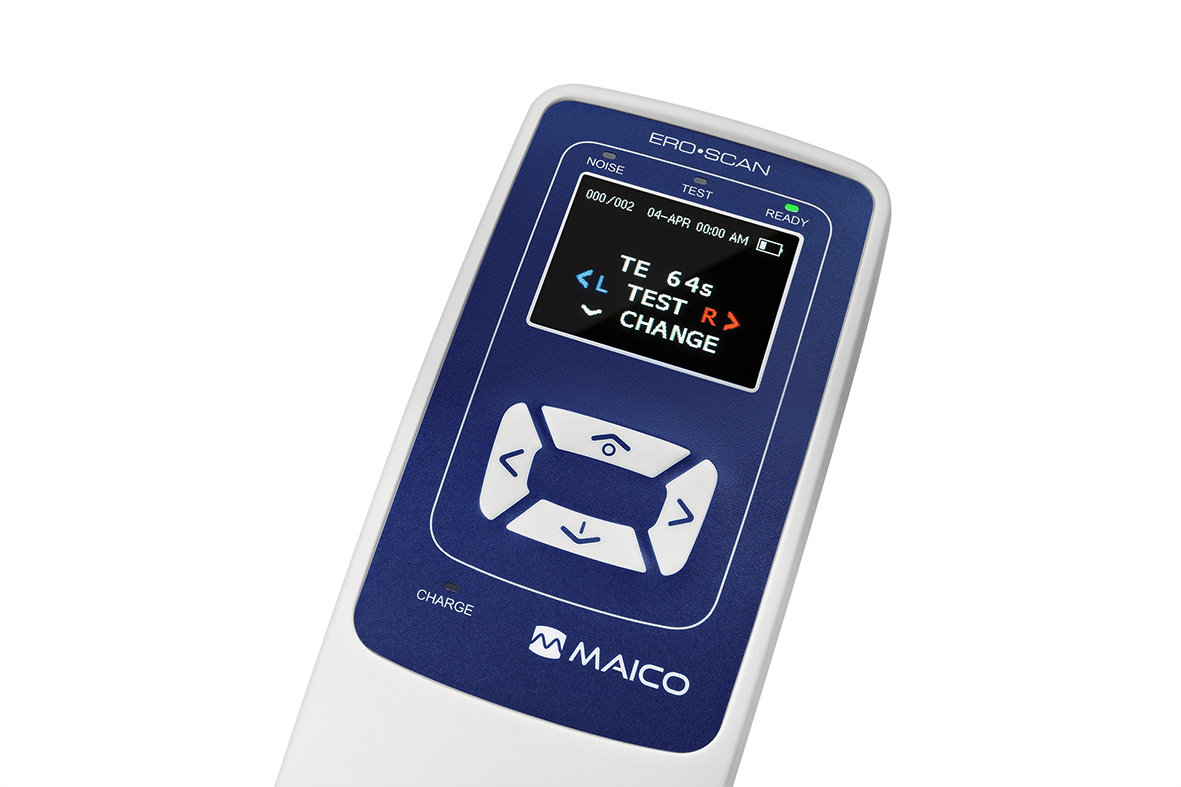 ERO•SCAN
NOISE
TEST
READY
000/002 04-APR 00:00 AM
TE 64s
<L TEST R>
CHANGE
CHARGE
MAICO